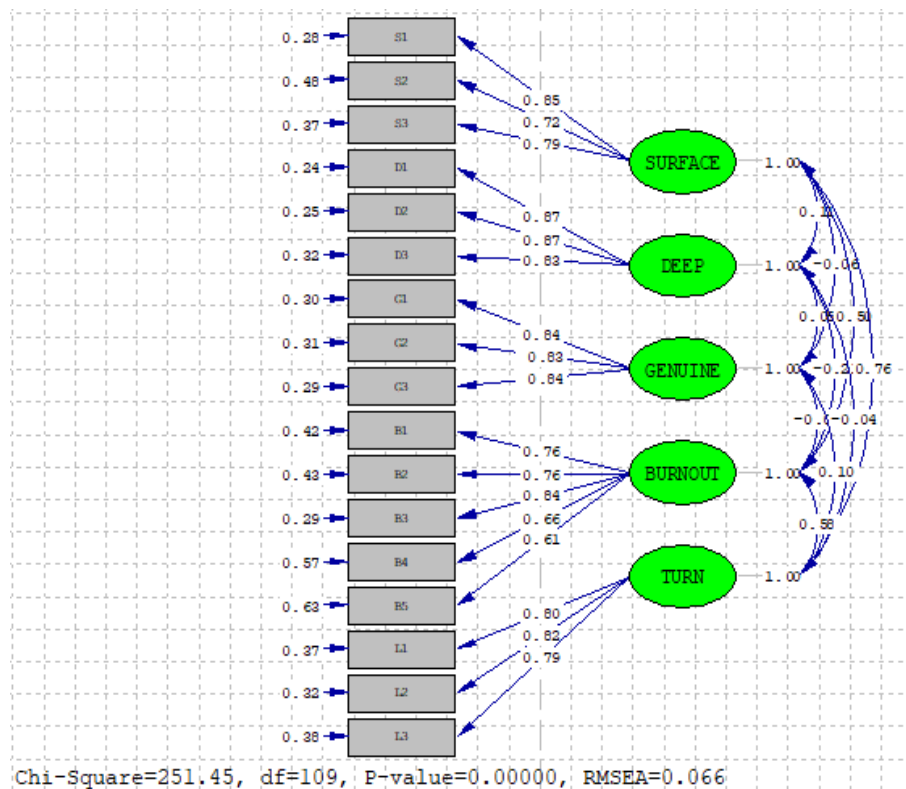 0.28 S1
0.48 S2
0.37 S3
0.24 D1
0.25 D2
0.32 D3
0.30 G1
0.31 G2
0.29 G3
0.42 B1
0.43 B2
0.29 B3
0.57 B4
0.63 B5
0.37 L1
0.32 L2
0.38 L3
0.85
0.72
0.79
0.87
0.87
0.83
0.84
0.83
0.84
0.76
0.76
0.84
0.66
0.61
0.80
0.82
0.79
SURFACE 1.00
DEEP 1.00
GENUINE 1.00
BURNOUT 1.00
TURN 1.00
-0.06
0.76
-0.04
0.10
0.58
Chi-Square=251.45, df=109, P-value=0.00000, RMSEA=0.066